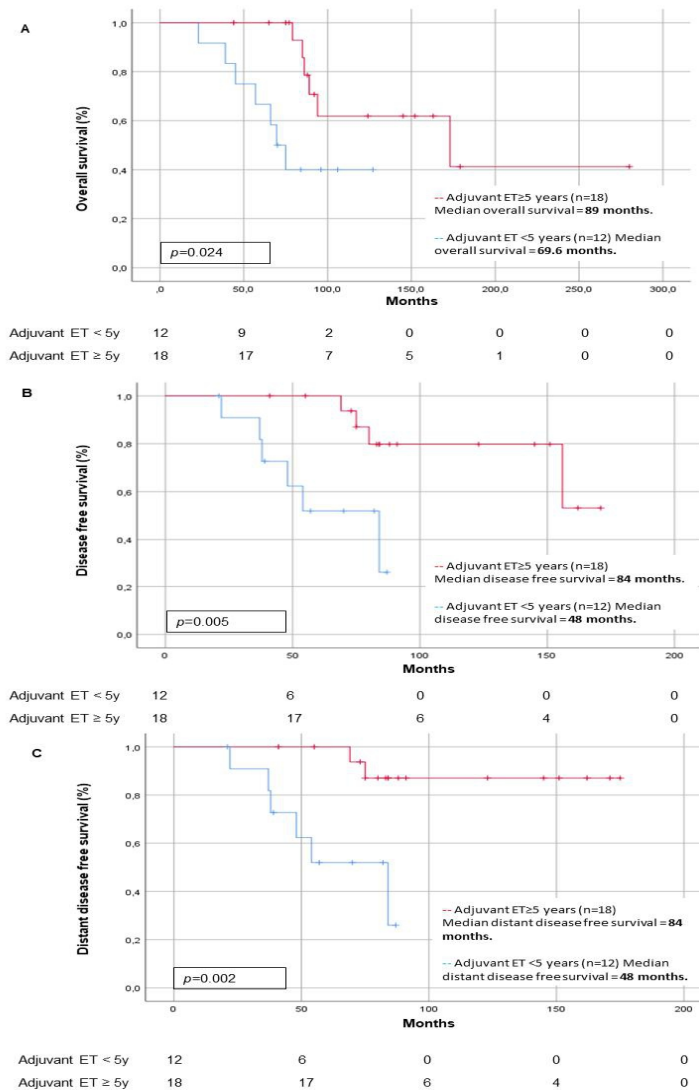 A
Overall survival (%)
1,0
0,8
0,6
0,4
0,2
0,0
-- Adjuvant ET≥5 years (n=18)
Median overall survival = 89 months.
-- Adjuvant ET <5 years (n=12) Median
overall survival = 69.6 months.
p=0.024
,0 50,0 100,0 150,0 200,0 250,0 300,0
Months
Adjuvant ET < 5y 12 9 2 0 0 0 0
Adjuvant ET ≥ 5y 18 17 7 5 1 0 0
B
Disease free survival (%)
1,0
0,8
0,6
0,4
0,2
0,0
-- Adjuvant ET≥5 years (n=18)
Median disease free survival = 84 months.
-- Adjuvant ET <5 years (n=12) Median
disease free survival = 48 months.
p=0.005
0 50 100 150 200
Months
Adjuvant ET < 5y 12 6 0 0 0
Adjuvant ET ≥ 5y 18 17 6 4 0
C
Distant disease free survival (%)
1,0
0,8
0,6
0,4
0,2
0,0
-- Adjuvant ET≥5 years (n=18)
Median distant disease free survival = 84
months.
-- Adjuvant ET <5 years (n=12) Median
distant disease free survival = 48 months.
p=0.002
0 50 100 150 200
Months
Adjuvant ET < 5y 12 6 0 0 0
Adjuvant ET ≥ 5y 18 17 6 4 0